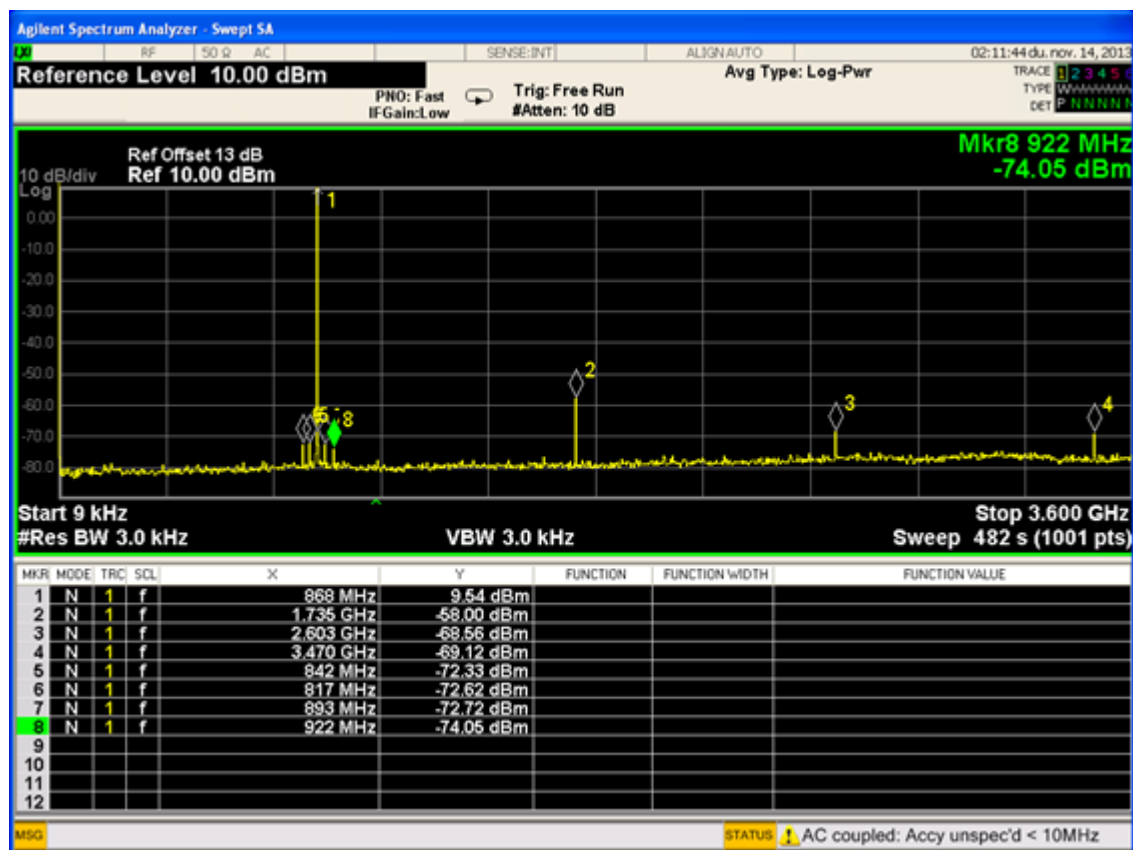 Agilent Spectrum Analyzer - Swept SA
RF 50 Ω AC SENSE:INT ALIGN AUTO 02:11:44 du. nov. 14, 2013
Reference Level 10.00 dBm Avg Type: Log-Pwr TRACE 1 2 3 4 5 6
PNO: Fast Trig: Free Run TYPE
IFGain:Low #Atten: 10 dB DET P N N N N N
Mkr8 922 MHz
Ref Offset 13 dB
10 dB/div Ref 10.00 dBm -74.05 dBm
Log
1
0.00
-10.0
-20.0
-30.0
-40.0
-50.0 2
-60.0 3 4
8
-70.0
-80.0
Start 9 kHz Stop 3.600 GHz
#Res BW 3.0 kHz VBW 3.0 kHz Sweep 482 s (1001 pts)
MKR MODE TRC SCL X Y FUNCTION FUNCTION WIDTH FUNCTION VALUE
1 N 1 f 868 MHz 9.54 dBm
2 N 1 f 1.735 GHz -58.00 dBm
3 N 1 f 2.603 GHz -68.56 dBm
4 N 1 f 3.470 GHz -69.12 dBm
5 N 1 f 842 MHz -72.33 dBm
6 N 1 f 817 MHz -72.62 dBm
7 N 1 f 893 MHz -72.72 dBm
8 N 1 f 922 MHz -74.05 dBm
9
10
11
12
MSG STATUS AC coupled: Accy unspec'd < 10MHz